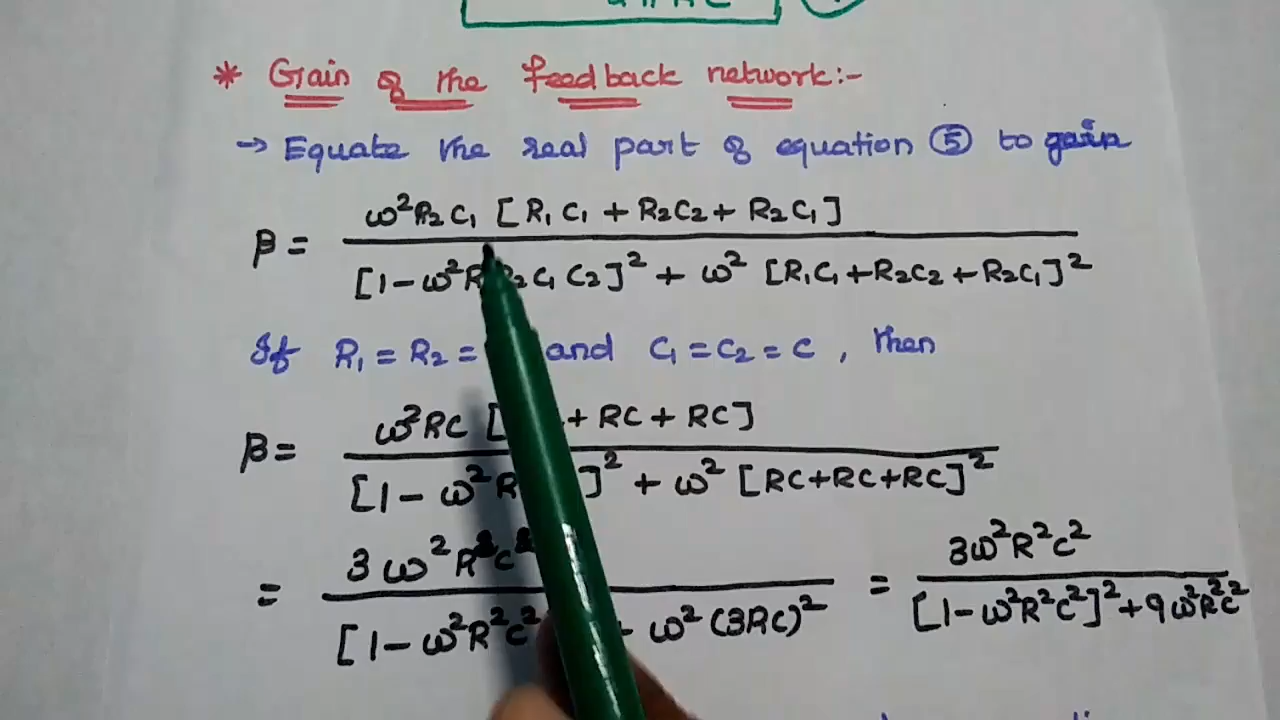 * Gain of the feedback network:-
→ Equate the real part of equation ⑤ to gain
β = ω²R₂C₁ [R₁C₁ + R₂C₂ + R₂C₁] / [1-ω²R R₂C₁C₂]² + ω² [R₁C₁+R₂C₂+R₂C₁]²
If R₁ = R₂ = and C₁ = C₂ = C , then
β = ω²RC [ + RC + RC] / [1-ω²R ]² + ω² [RC+RC+RC]²
= 3ω²R²C² / [1-ω²R²C² + ω²(3RC)² = 3ω²R²C² / [1-ω²R²C²]²+9ω²R²C²